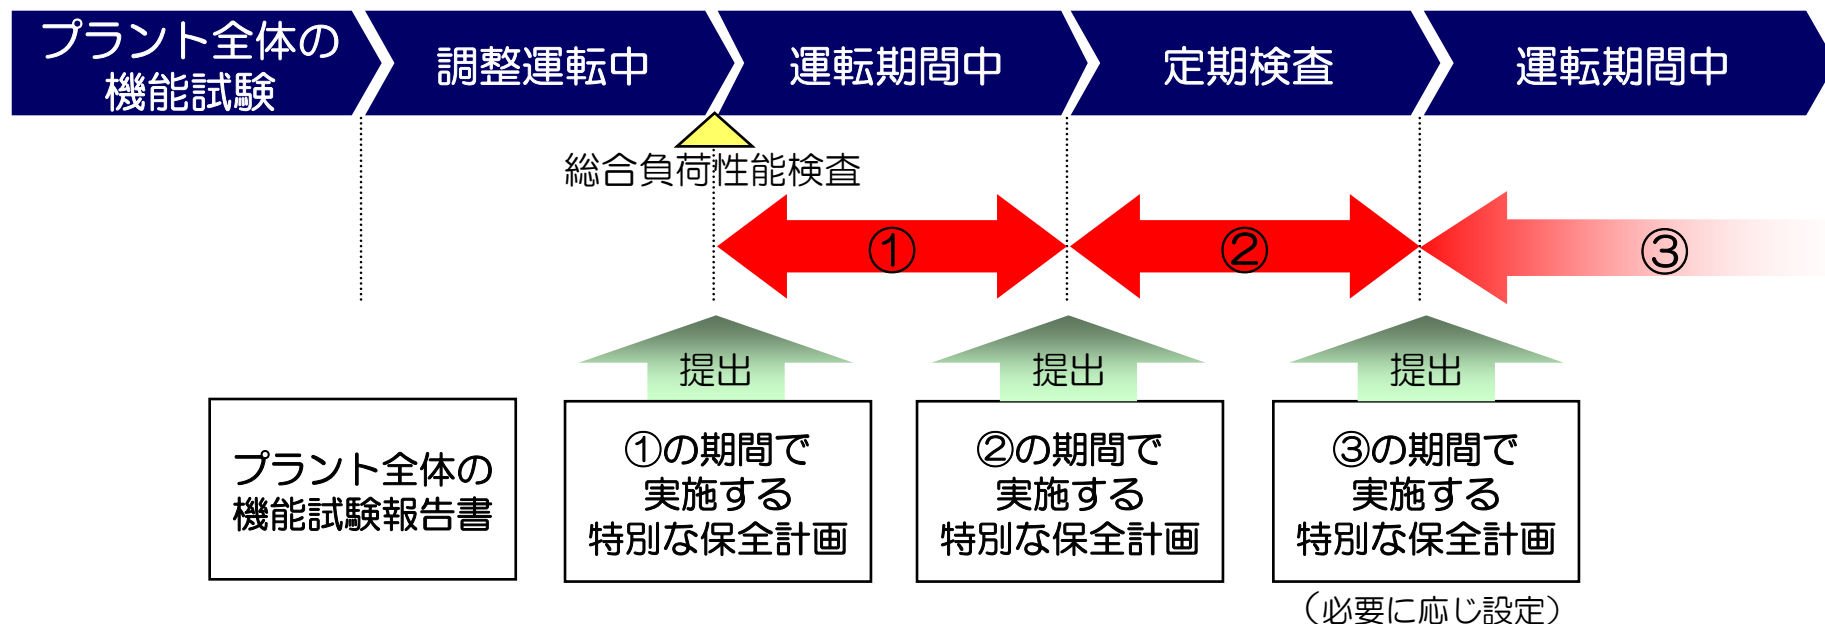 プラント全体の
機能試験
調整運転中
運転期間中
定期検査
運転期間中
総合負荷性能検査
①
②
③
提出
提出
提出
プラント全体の
機能試験報告書
①の期間で
実施する
特別な保全計画
②の期間で
実施する
特別な保全計画
③の期間で
実施する
特別な保全計画
（必要に応じ設定）